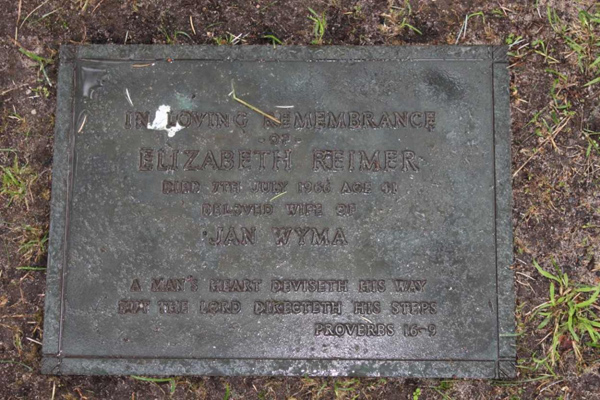 IN LOVING REMEMBRANCE
- OF -
ELIZABETH REIMER
DIED 7TH JULY 1966 AGE 41
BELOVED WIFE OF
JAN WYMA
A MAN'S HEART DEVISETH HIS WAY
BUT THE LORD DIRECTETH HIS STEPS
PROVERBS 16-9